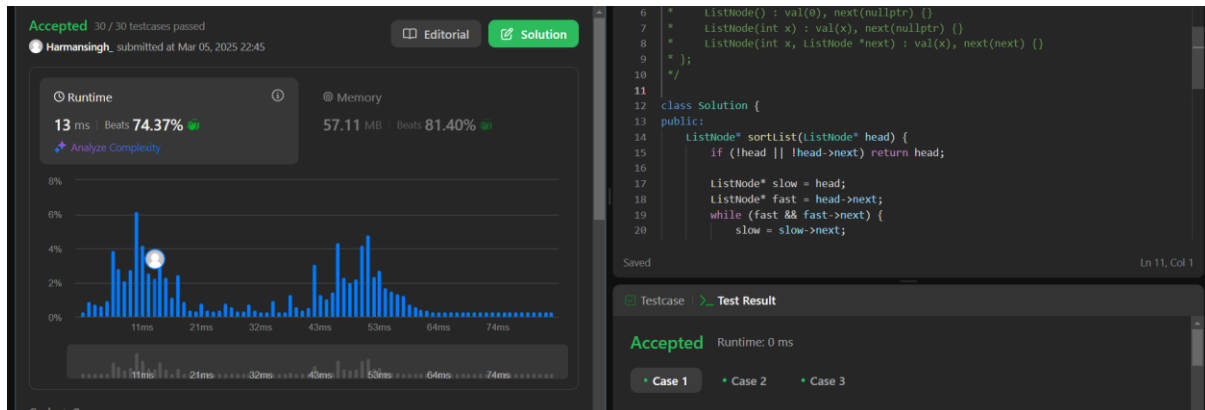 Accepted 30 / 30 testcases passed
Harmansingh_ submitted at Mar 05, 2025 22:45
Editorial
Solution
Runtime
13 ms | Beats 74.37%
Analyze Complexity
Memory
57.11 MB | Beats 81.40%
8%
6%
4%
2%
0%
11ms 21ms 32ms 43ms 53ms 64ms 74ms
11ms 21ms 32ms 43ms 53ms 64ms 74ms
6 * ListNode() : val(0), next(nullptr) {}
7 * ListNode(int x) : val(x), next(nullptr) {}
8 * ListNode(int x, ListNode *next) : val(x), next(next) {}
9 * };
10 */
11
12 class Solution {
13 public:
14 ListNode* sortList(ListNode* head) {
15 if (!head || !head->next) return head;
16
17 ListNode* slow = head;
18 ListNode* fast = head->next;
19 while (fast && fast->next) {
20 slow = slow->next;
Saved
Ln 11, Col 1
Testcase | >_ Test Result
Accepted Runtime: 0 ms
• Case 1 • Case 2 • Case 3